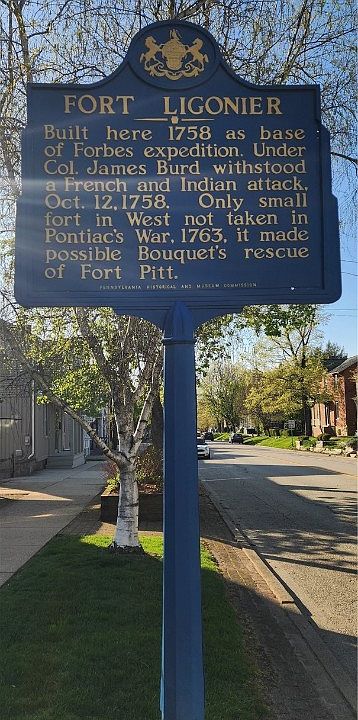 FORT LIGONIER
Built here 1758 as base
of Forbes expedition. Under
Col. James Burd withstood
a French and Indian attack,
Oct. 12, 1758. Only small
fort in West not taken in
Pontiac's War, 1763, it made
possible Bouquet's rescue
of Fort Pitt.
PENNSYLVANIA HISTORICAL AND MUSEUM COMMISSION